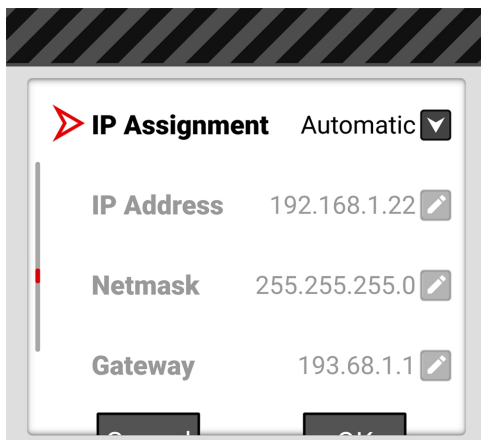 IP Assignment Automatic
IP Address 192.168.1.22
Netmask 255.255.255.0
Gateway 193.68.1.1